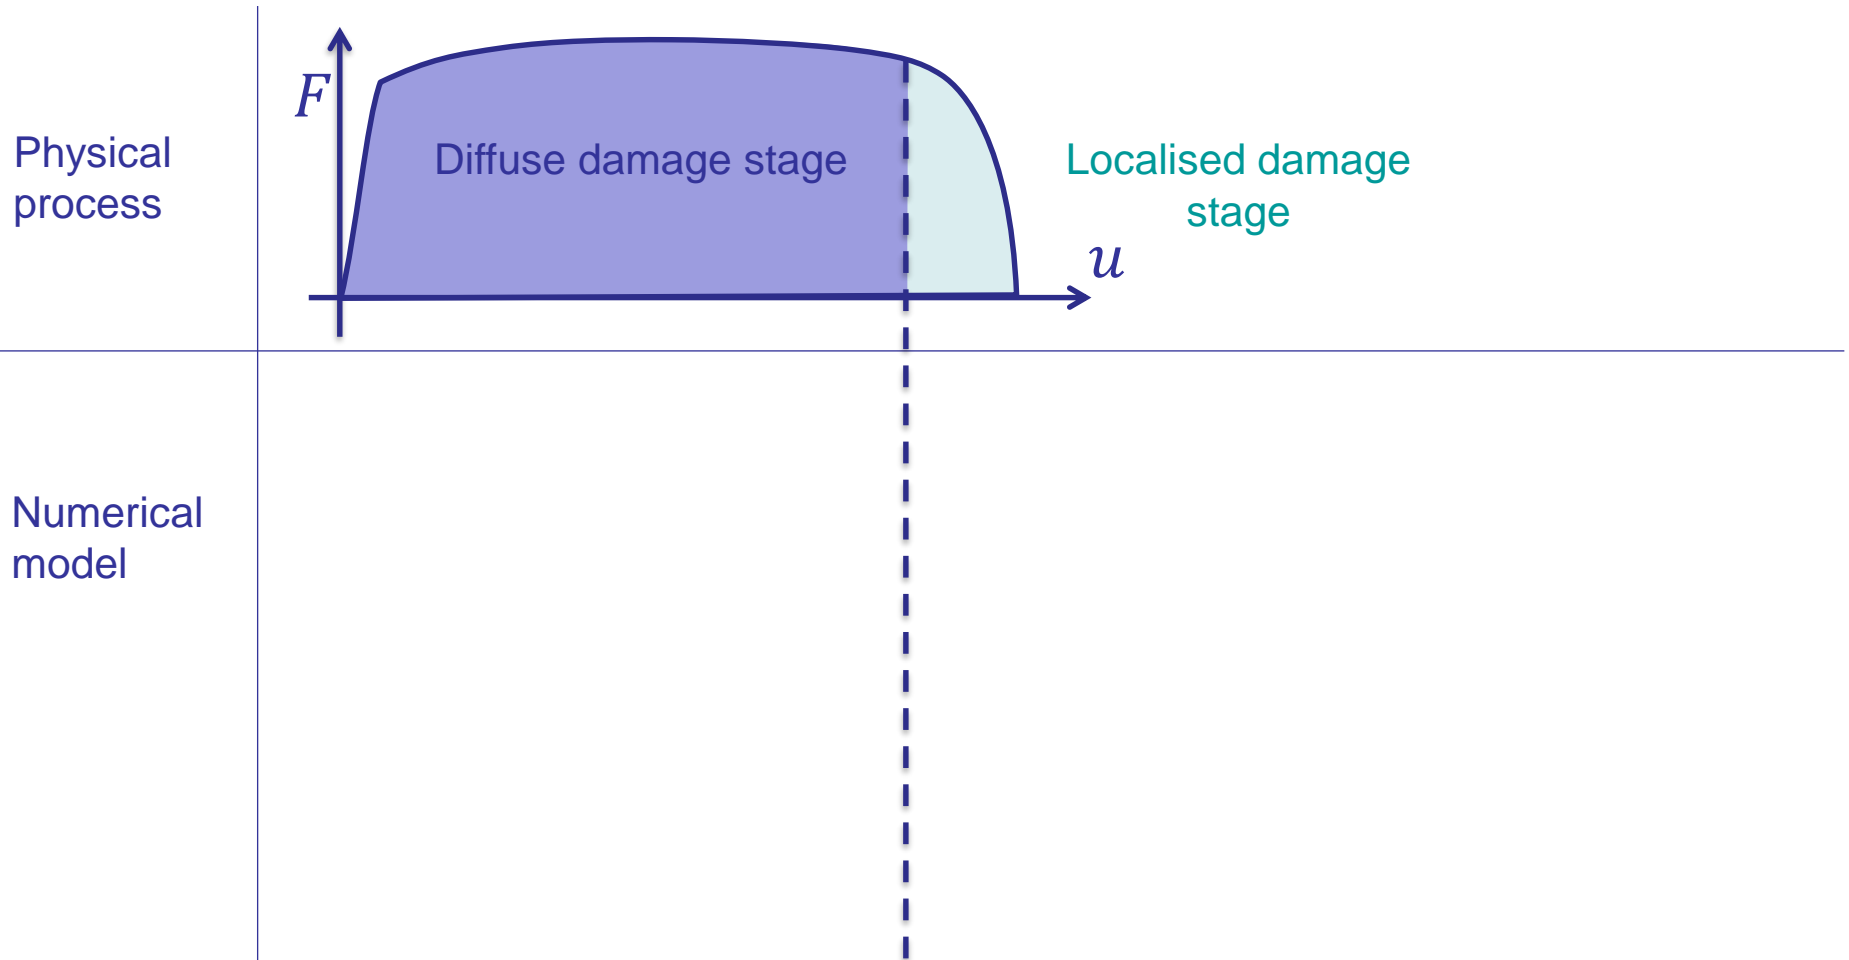 Physical
process
F
Diffuse damage stage
Localised damage
stage
u
Numerical
model